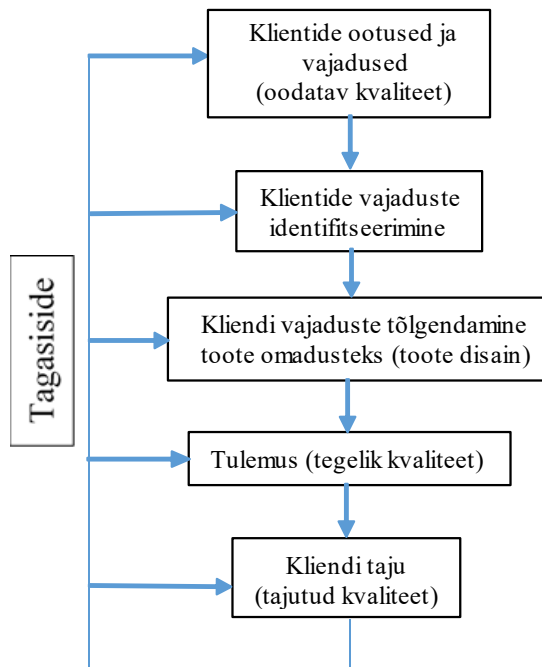 Klientide ootused ja
vajadused
(oodatav kvaliteet)
Klientide vajaduste
identifitseerimine
Kliendi vajaduste tõlgendamine
toote omadusteks (toote disain)
Tulemus (tegelik kvaliteet)
Kliendi taju
(tajutud kvaliteet)
Tagasiside